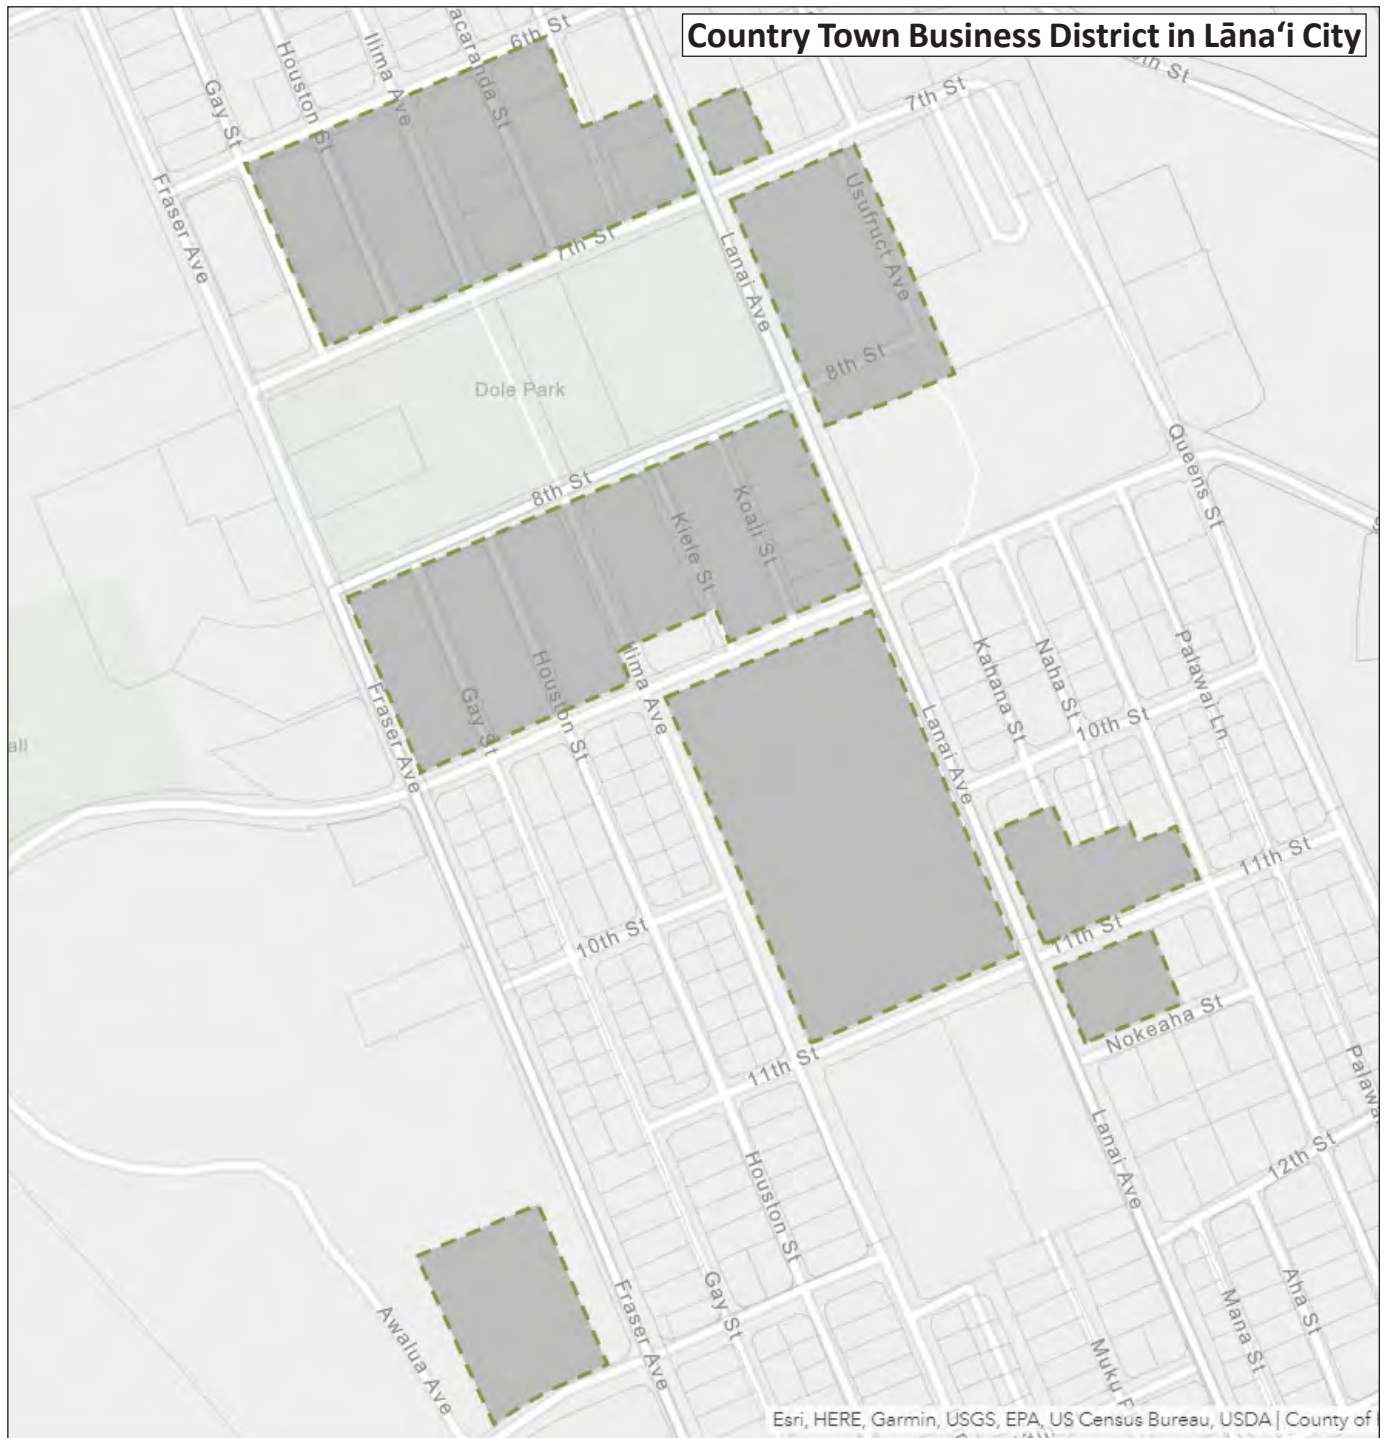 Country Town Business District in Lāna‘i City
6th St
acaranda St
Ilima Ave
Houston St
Gay St
7th St
Fraser Ave
Usufruct Ave
7th St
Lanai Ave
8th St
Dole Park
Queens St
8th St
Koali St
Kiele St
Palawai Ln
Naha St
Kahana St
Ilima Ave
Houston St
Gay St
Fraser Ave
Lanai Ave
10th St
all
11th St
10th St
11th St
Nokeaha St
11th St
Palawa
Lanai Ave
12th St
Houston St
Gay St
Fraser Ave
Awalua Ave
Aha St
Mana St
Muku
Esri, HERE, Garmin, USGS, EPA, US Census Bureau, USDA | County of